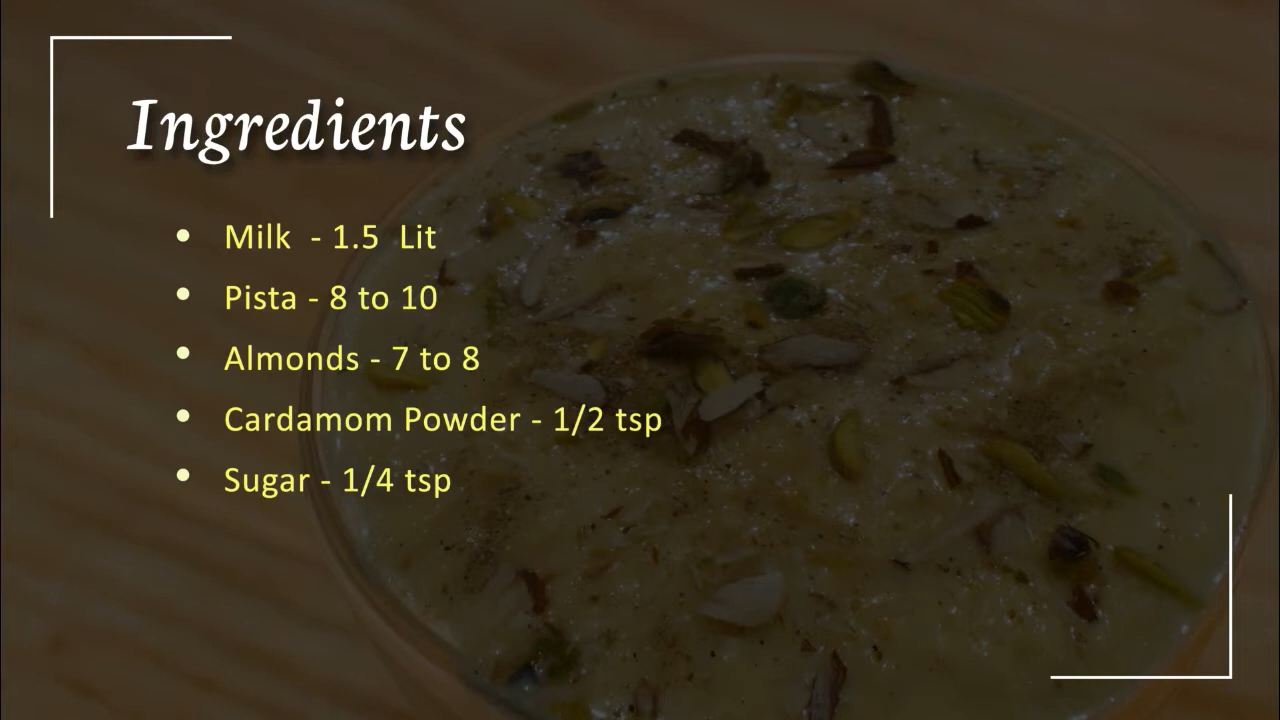 Ingredients
Milk - 1.5 Lit
Pista - 8 to 10
Almonds - 7 to 8
Cardamom Powder - 1/2 tsp
Sugar - 1/4 tsp